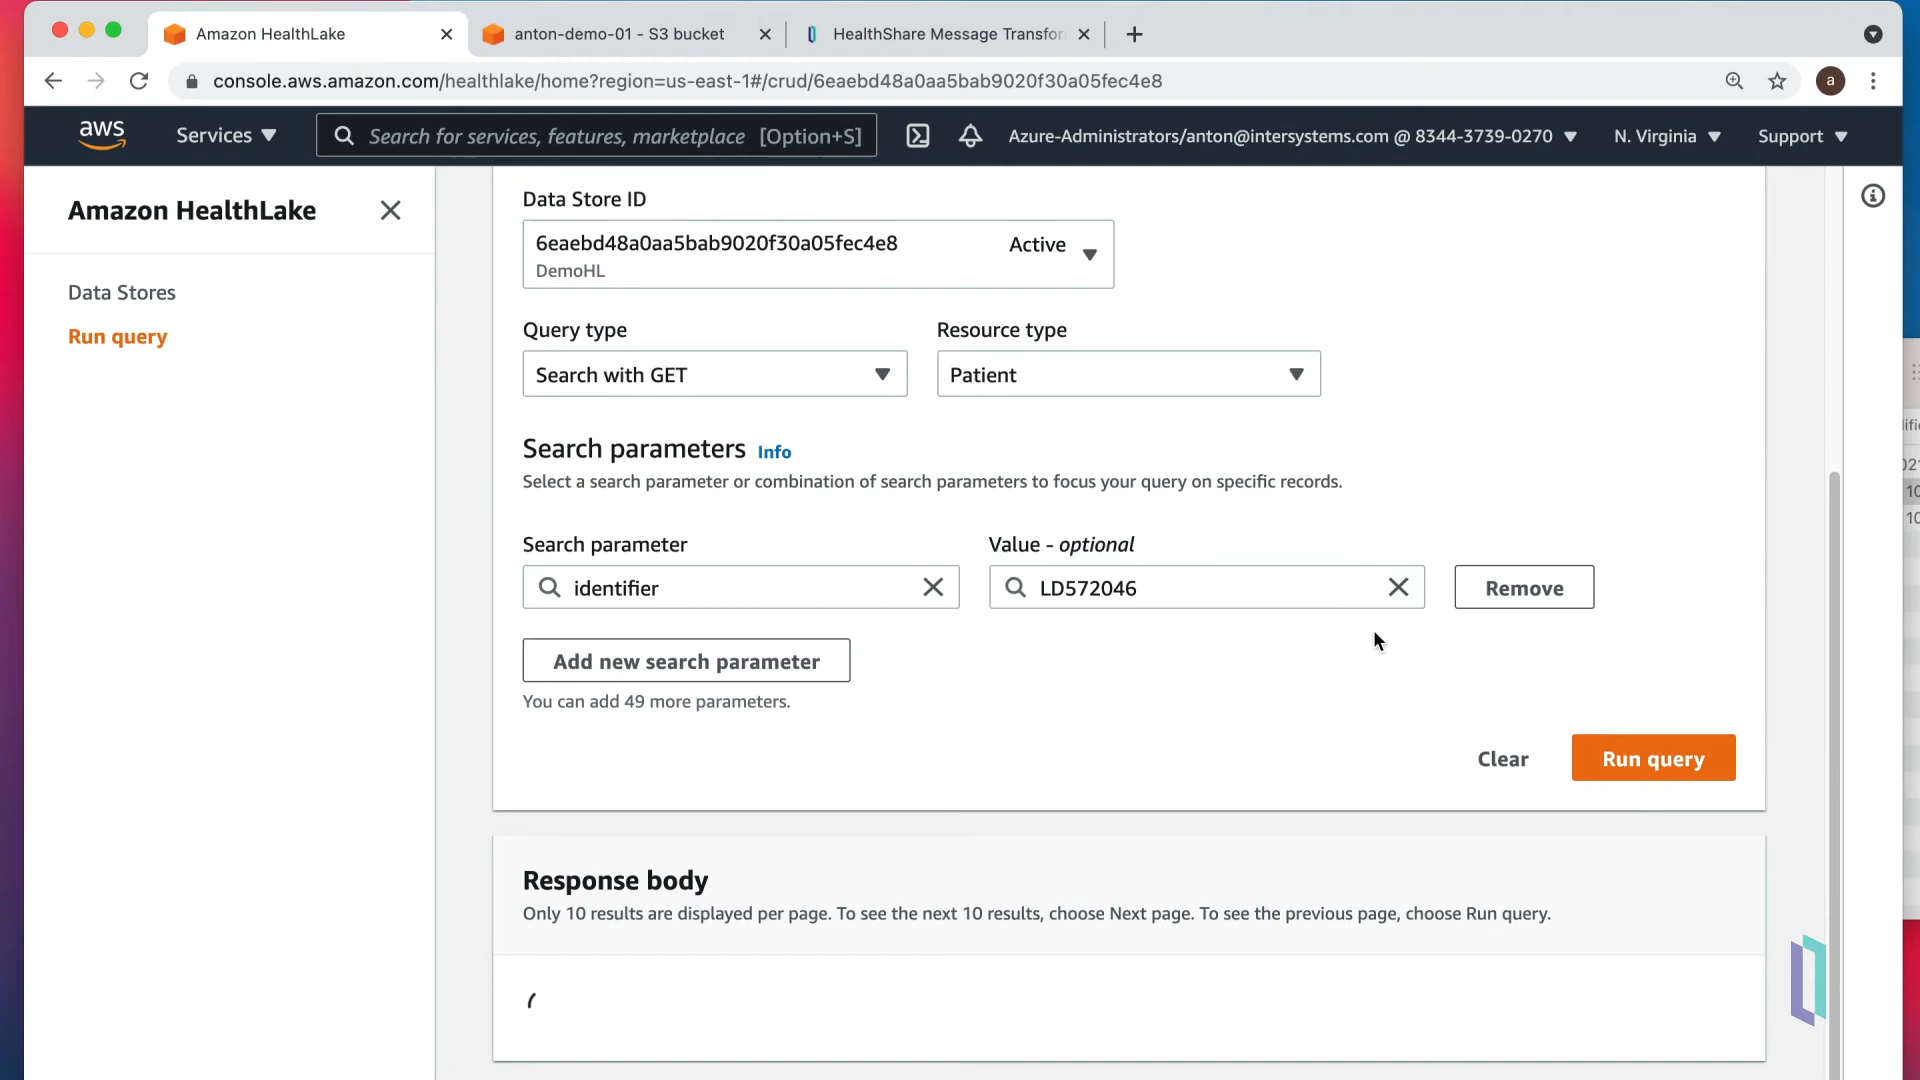 Amazon HealthLake
anton-demo-01 - S3 bucket
HealthShare Message Transfor
console.aws.amazon.com/healthlake/home?region=us-east-1#/crud/6eaebd48a0aa5bab9020f30a05fec4e8
a
aws
Services
Search for services, features, marketplace [Option+S]
Azure-Administrators/anton@intersystems.com @ 8344-3739-0270
N. Virginia
Support
Amazon HealthLake
Data Stores
Run query
Data Store ID
6eaebd48a0aa5bab9020f30a05fec4e8
Active
DemoHL
Query type
Resource type
Search with GET
Patient
Search parameters Info
Select a search parameter or combination of search parameters to focus your query on specific records.
Search parameter
Value - optional
identifier
LD572046
Remove
Add new search parameter
You can add 49 more parameters.
Clear
Run query
Response body
Only 10 results are displayed per page. To see the next 10 results, choose Next page. To see the previous page, choose Run query.